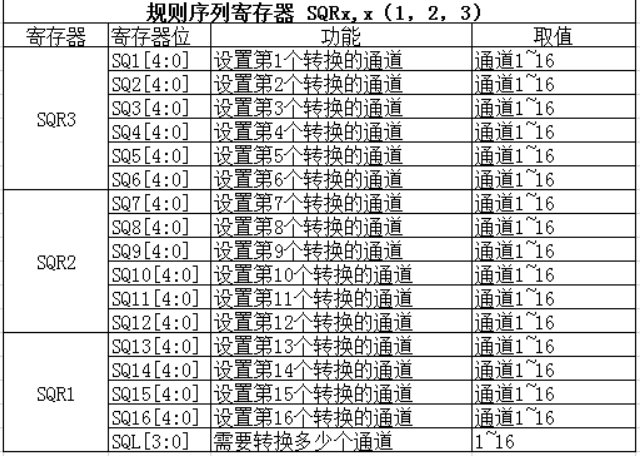 规则序列寄存器 SQRx,x（1，2，3）
寄存器 寄存器位 功能 取值
SQR3
SQ1[4:0] 设置第1个转换的通道 通道1~16
SQ2[4:0] 设置第2个转换的通道 通道1~16
SQ3[4:0] 设置第3个转换的通道 通道1~16
SQ4[4:0] 设置第4个转换的通道 通道1~16
SQ5[4:0] 设置第5个转换的通道 通道1~16
SQ6[4:0] 设置第6个转换的通道 通道1~16
SQR2
SQ7[4:0] 设置第7个转换的通道 通道1~16
SQ8[4:0] 设置第8个转换的通道 通道1~16
SQ9[4:0] 设置第9个转换的通道 通道1~16
SQ10[4:0] 设置第10个转换的通道 通道1~16
SQ11[4:0] 设置第11个转换的通道 通道1~16
SQ12[4:0] 设置第12个转换的通道 通道1~16
SQR1
SQ13[4:0] 设置第13个转换的通道 通道1~16
SQ14[4:0] 设置第14个转换的通道 通道1~16
SQ15[4:0] 设置第15个转换的通道 通道1~16
SQ16[4:0] 设置第16个转换的通道 通道1~16
SQL[3:0] 需要转换多少个通道 1~16